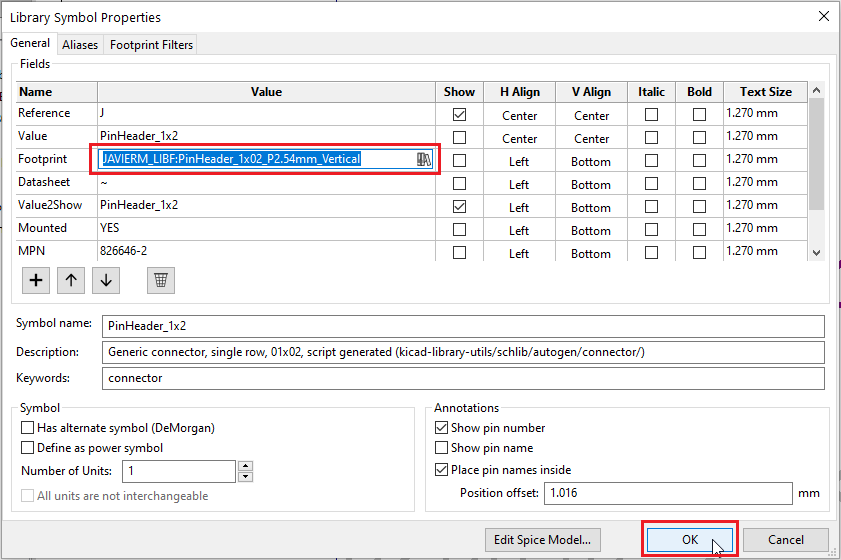 Library Symbol Properties
General Aliases Footprint Filters
Fields
Name Value Show H Align V Align Italic Bold Text Size
Reference J Center Center 1.270 mm
Value PinHeader_1x2 Center Center 1.270 mm
Footprint JAVIERM_LIBF:PinHeader_1x02_P2.54mm_Vertical Left Bottom 1.270 mm
Datasheet ~ Left Bottom 1.270 mm
Value2Show PinHeader_1x2 Left Bottom 1.270 mm
Mounted YES Left Bottom 1.270 mm
MPN 826646-2 Left Bottom 1.270 mm
Symbol name: PinHeader_1x2
Description: Generic connector, single row, 01x02, script generated (kicad-library-utils/schlib/autogen/connector/)
Keywords: connector
Symbol Annotations
Has alternate symbol (DeMorgan) Show pin number
Define as power symbol Show pin name
Number of Units: 1 Place pin names inside
All units are not interchangeable Position offset: 1.016 mm
Edit Spice Model... OK Cancel